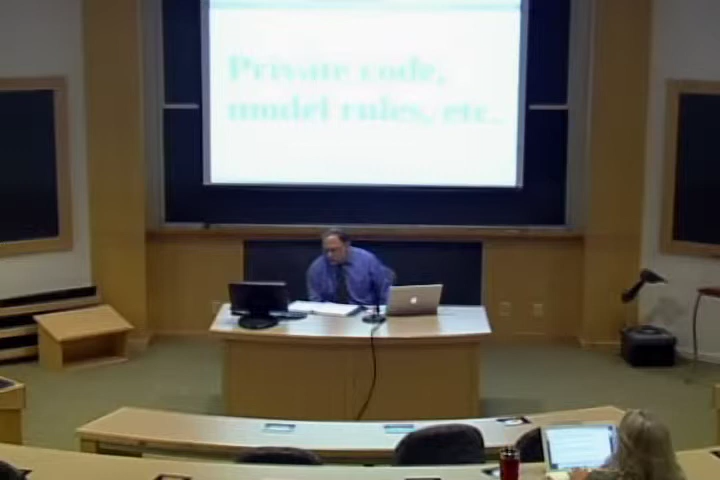 Private code,
model rules, etc.